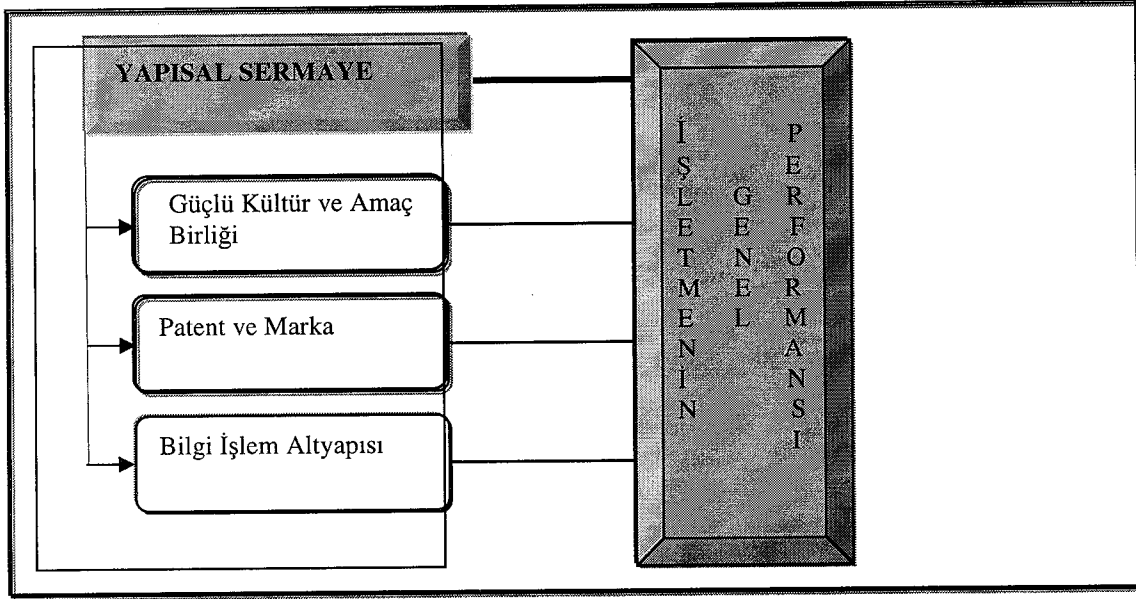 YAPISAL SERMAYE
Güçlü Kültür ve Amaç
Birliği
Patent ve Marka
Bilgi İşlem Altyapısı
İŞLETMENİN
GENEL
PERFORMANSI